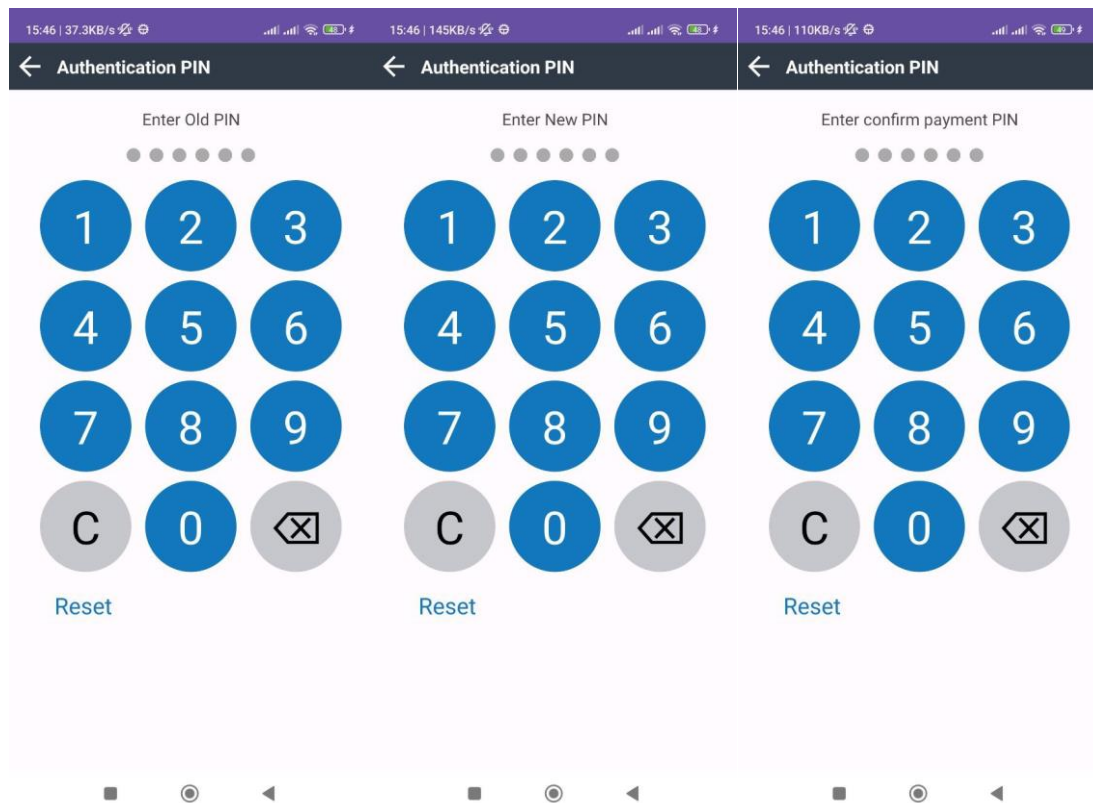 15:46 | 37.3KB/s
Authentication PIN
Enter Old PIN
1 2 3
4 5 6
7 8 9
C 0
Reset
15:46 | 145KB/s
Authentication PIN
Enter New PIN
1 2 3
4 5 6
7 8 9
C 0
Reset
15:46 | 110KB/s
Authentication PIN
Enter confirm payment PIN
1 2 3
4 5 6
7 8 9
C 0
Reset